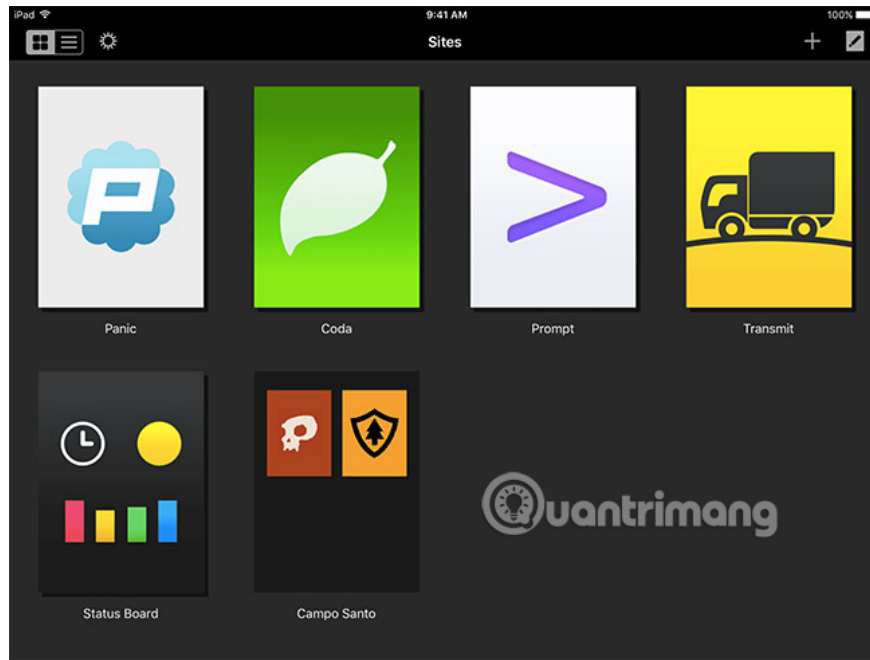 iPad 9:41 AM 100%
Sites
Panic Coda Prompt Transmit
Quantrimang
Status Board Campo Santo